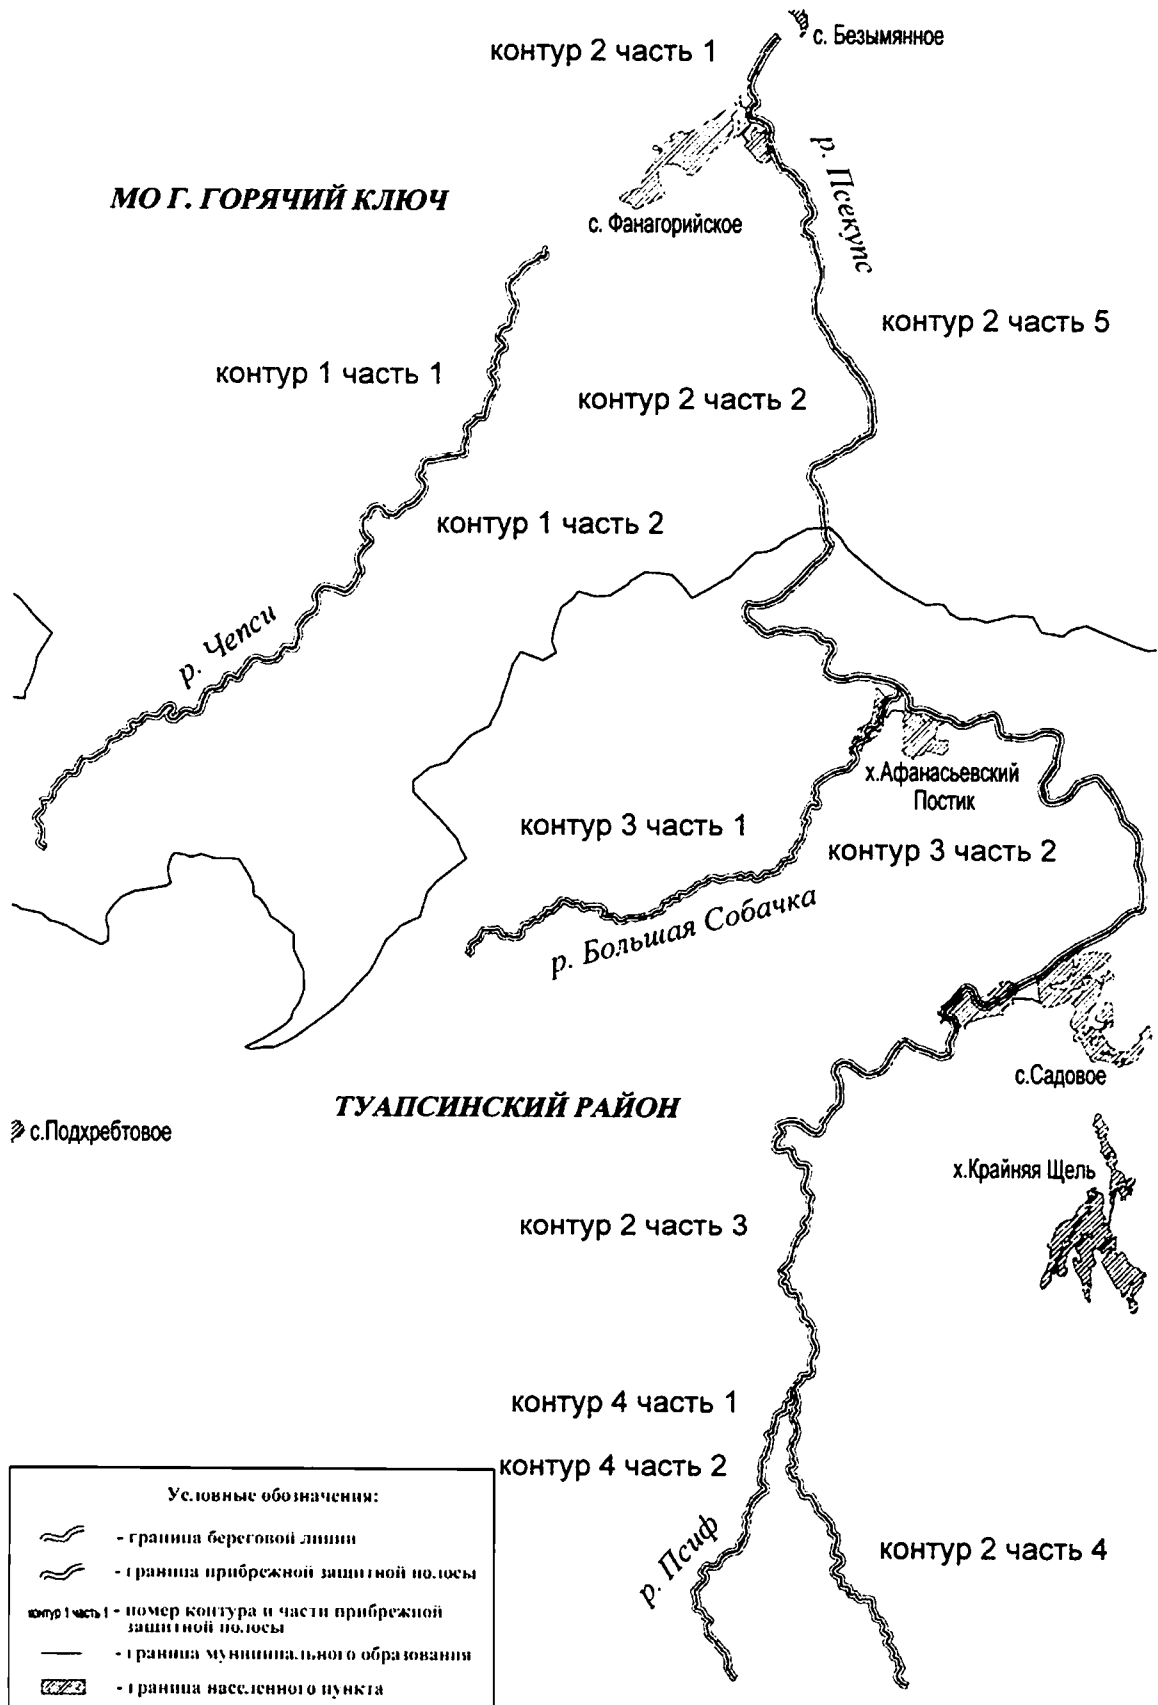 контур 2 часть 1
с. Безымянное
р. Псекупс
МО Г. ГОРЯЧИЙ КЛЮЧ
с. Фанагорийское
контур 2 часть 5
контур 1 часть 1
контур 2 часть 2
контур 1 часть 2
р. Чепси
х.Афанасьевский
Постик
контур 3 часть 1
контур 3 часть 2
р. Большая Собачка
с.Садовое
ТУАПСИНСКИЙ РАЙОН
с.Подхребтовое
х.Крайняя Щель
контур 2 часть 3
контур 4 часть 1
контур 4 часть 2
р. Псиф
контур 2 часть 4
Условные обозначения:
- граница береговой линии
- граница прибрежной защитной полосы
контур 1 часть 1 - номер контура и части прибрежной
защитной полосы
- граница муниципального образования
- граница населенного пункта